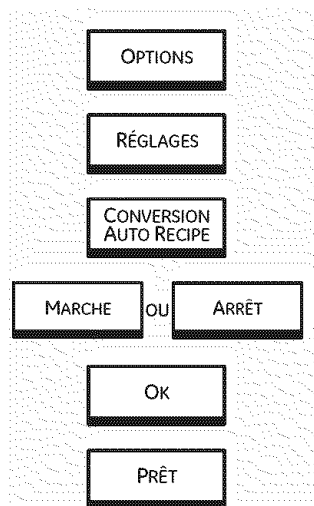 OPTIONS
RÉGLAGES
CONVERSION
AUTO RECIPE
MARCHE OU ARRÊT
OK
PRÊT